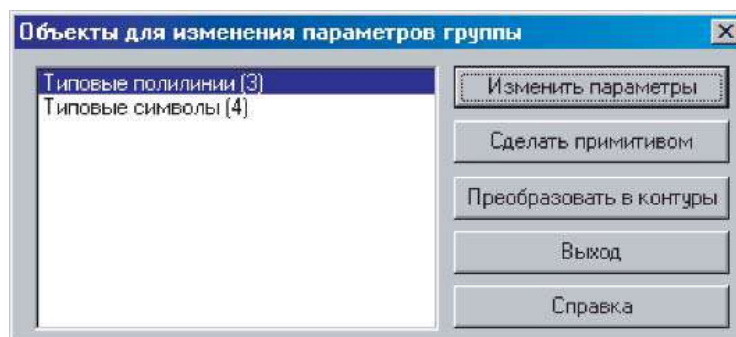 Объекты для изменения параметров группы
Типовые полилинии (3)
Типовые символы (4)
Изменить параметры
Сделать примитивом
Преобразовать в контуры
Выход
Справка